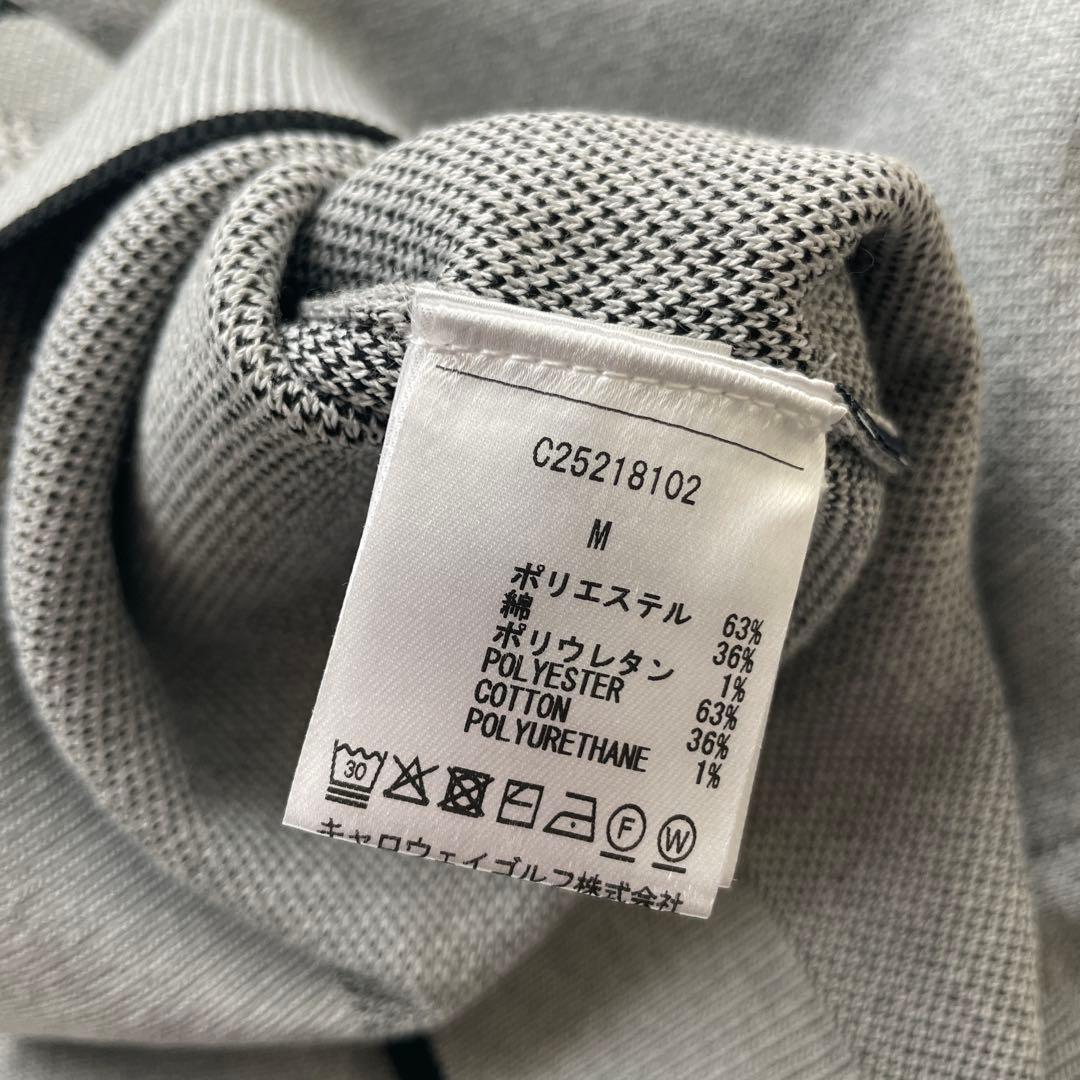 C25218102
M
ポリエステル 63%
綿 36%
ポリウレタン 1%
POLYESTER 63%
COTTON 36%
POLYURETHANE 1%
30 F W
キャロウェイゴルフ株式会社